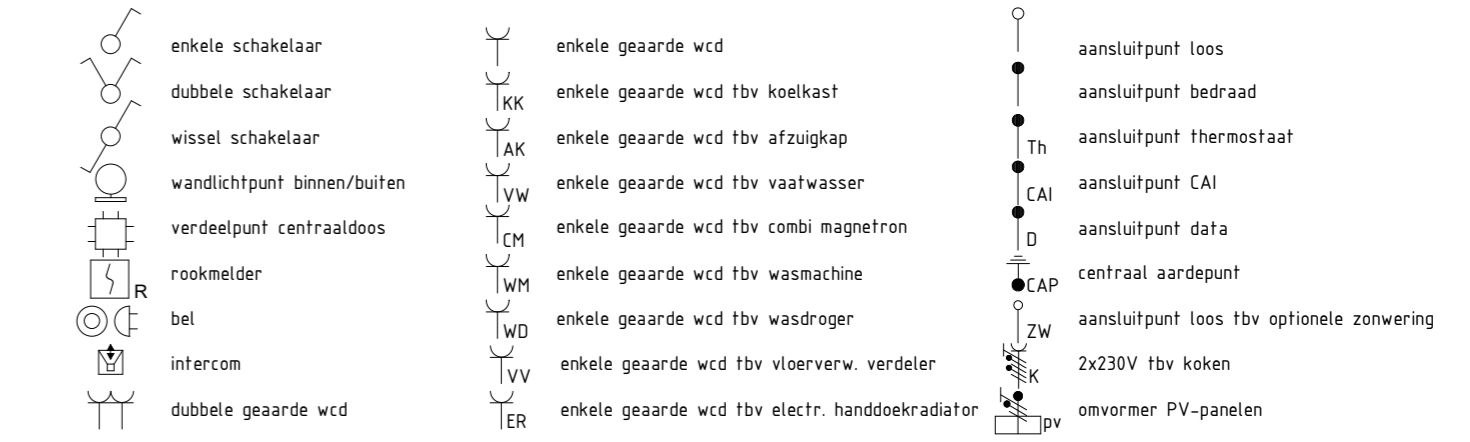 enkele schakelaar
dubbele schakelaar
wissel schakelaar
wandlichtpunt binnen/buiten
verdeelpunt centraaldoos
R rookmelder
bel
intercom
dubbele geaarde wcd
enkele geaarde wcd
KK enkele geaarde wcd tbv koelkast
AK enkele geaarde wcd tbv afzuigkap
VW enkele geaarde wcd tbv vaatwasser
CM enkele geaarde wcd tbv combi magnetron
WM enkele geaarde wcd tbv wasmachine
WD enkele geaarde wcd tbv wasdroger
VV enkele geaarde wcd tbv vloerverw. verdeler
ER enkele geaarde wcd tbv electr. handdoekradiator
aansluitpunt loos
aansluitpunt bedraad
Th aansluitpunt thermostaat
CAI aansluitpunt CAI
D aansluitpunt data
CAP centraal aardepunt
ZW aansluitpunt loos tbv optionele zonwering
K 2x230V tbv koken
pv omvormer PV-panelen